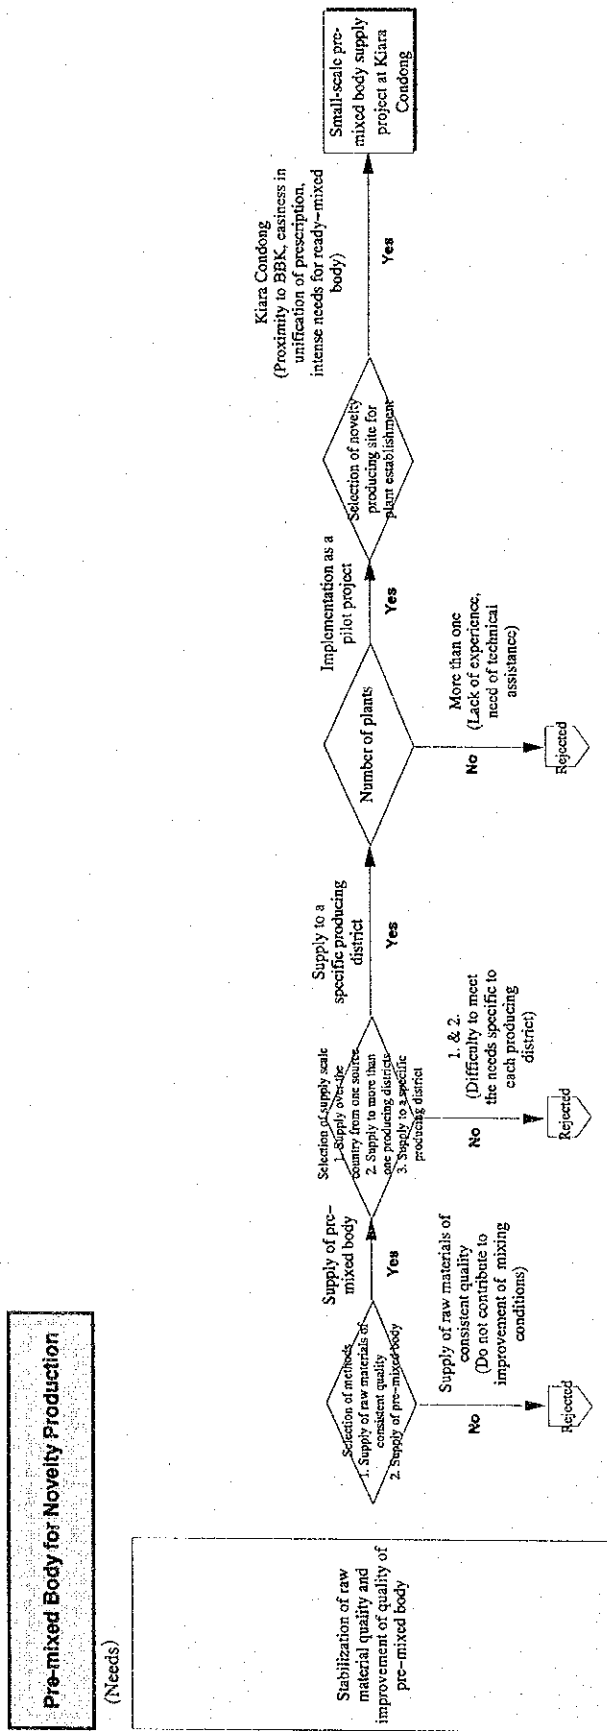 Pre-mixed Body for Novelty Production
(Needs)
Stabilization of raw
material quality and
improvement of quality of
pre-mixed body
Selection of methods
1. Supply of raw materials of
consistent quality
2. Supply of pre-mixed body
Supply of pre-
mixed body
Yes
No
Supply of raw materials of
consistent quality
(Do not contribute to
improvement of mixing
conditions)
Rejected
Selection of supply scale
1. Supply over the
country from one source
2. Supply to more than
one producing districts
3. Supply to a specific
producing district
Supply to a
specific producing
district
Yes
No
1. & 2.
(Difficulty to meet
the needs specific to
each producing
district)
Rejected
Number of plants
Implementation as a
pilot project
Yes
No
More than one
(Lack of experience,
need of technical
assistance)
Rejected
Selection of novelty
producing site for
plant establishment
Kiara Condong
(Proximity to BBK, easiness in
unification of prescription,
intense needs for ready-mixed
body)
Yes
Small-scale pre-
mixed body supply
project at Kiara
Condong